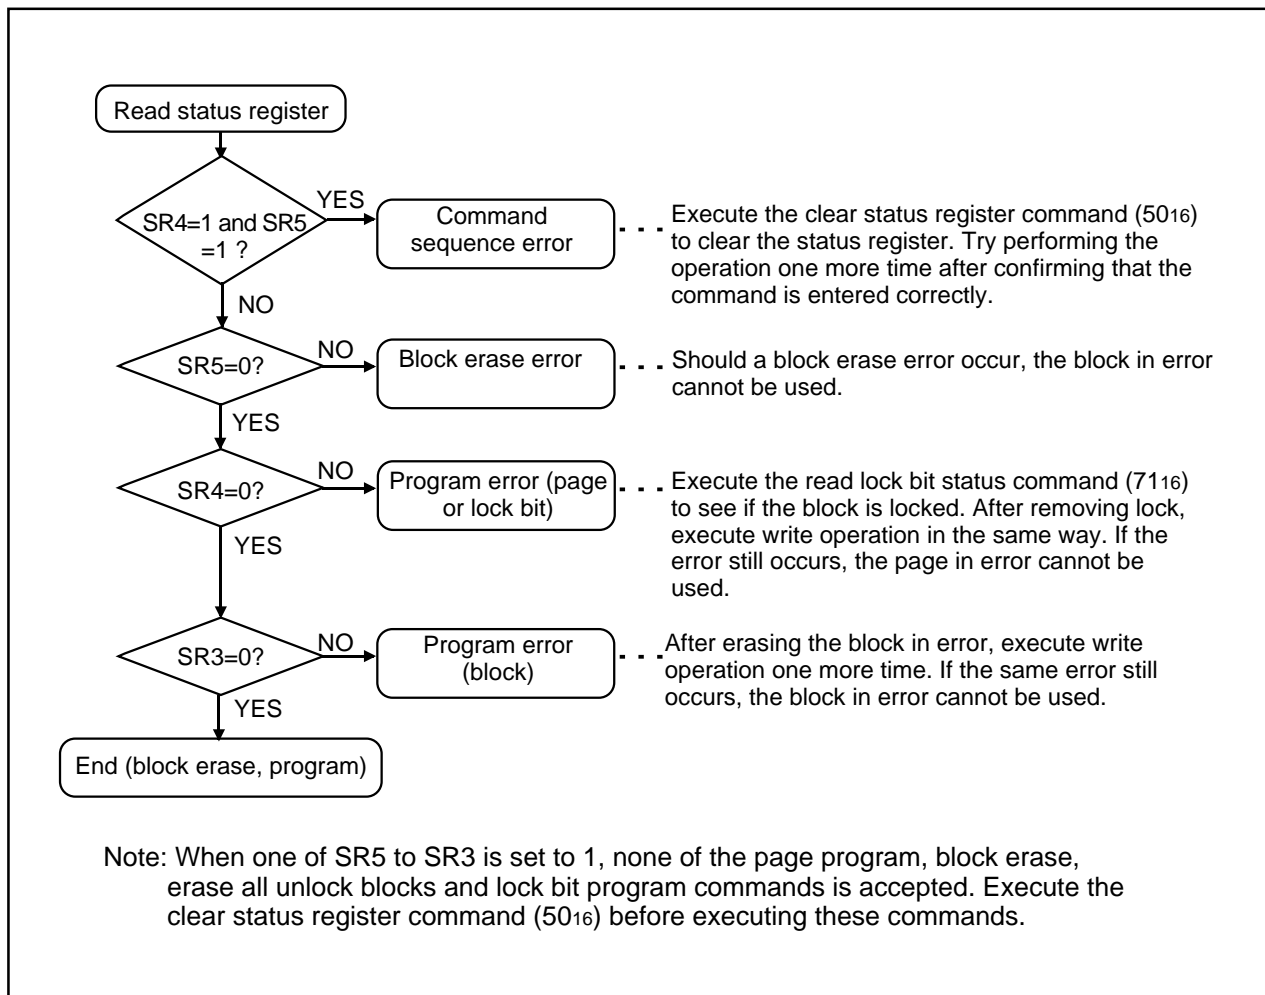 Read status register
SR4=1 and SR5
=1 ?
YES
Command
sequence error
Execute the clear status register command (5016)
to clear the status register. Try performing the
operation one more time after confirming that the
command is entered correctly.
NO
SR5=0?
NO
Block erase error
Should a block erase error occur, the block in error
cannot be used.
YES
SR4=0?
NO
Program error (page
or lock bit)
Execute the read lock bit status command (7116)
to see if the block is locked. After removing lock,
execute write operation in the same way. If the
error still occurs, the page in error cannot be
used.
YES
SR3=0?
NO
Program error
(block)
After erasing the block in error, execute write
operation one more time. If the same error still
occurs, the block in error cannot be used.
YES
End (block erase, program)
Note: When one of SR5 to SR3 is set to 1, none of the page program, block erase,
erase all unlock blocks and lock bit program commands is accepted. Execute the
clear status register command (5016) before executing these commands.